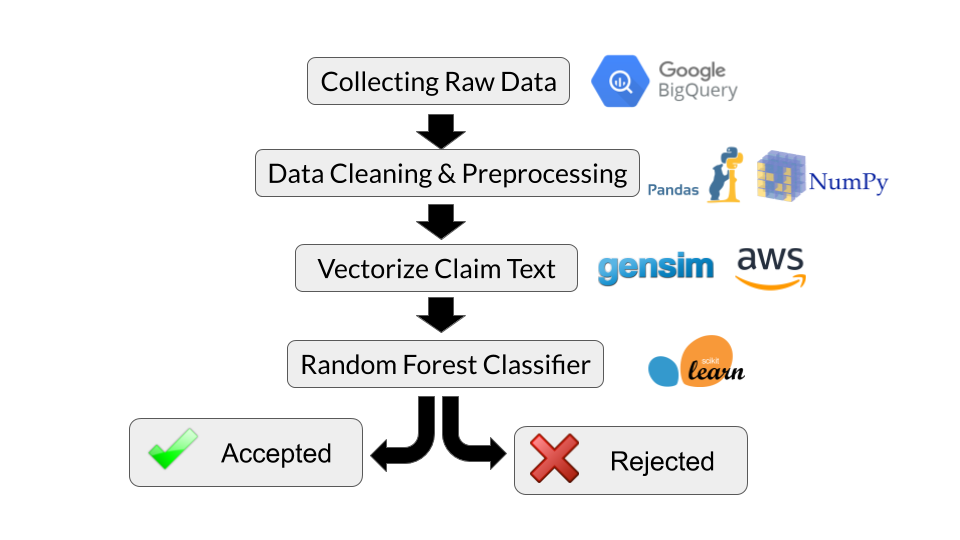 Collecting Raw Data
Google
BigQuery
Data Cleaning & Preprocessing
Pandas
NumPy
Vectorize Claim Text
gensim
aws
Random Forest Classifier
scikit
learn
Accepted
Rejected